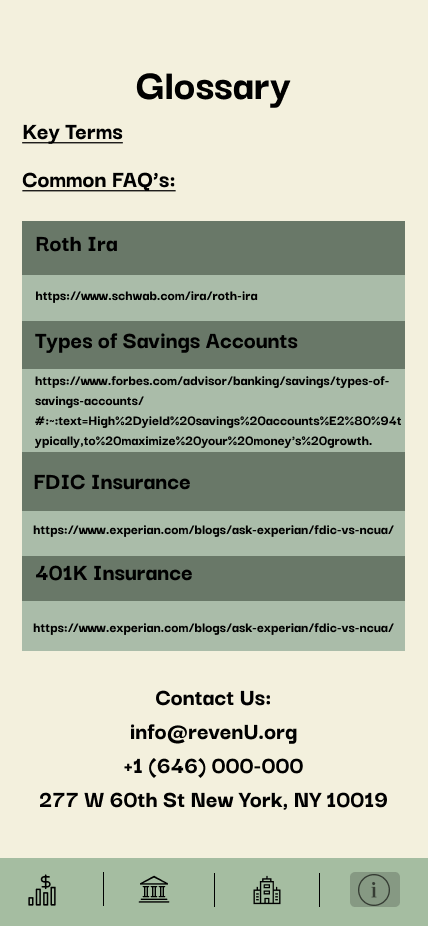 Glossary
Key Terms
Common FAQ's:
Roth Ira
https://www.schwab.com/ira/roth-ira
Types of Savings Accounts
https://www.forbes.com/advisor/banking/savings/types-of-
savings-accounts/
#:~:text=High%2Dyield%20savings%20accounts%E2%80%94t
ypically,to%20maximize%20your%20money's%20growth.
FDIC Insurance
https://www.experian.com/blogs/ask-experian/fdic-vs-ncua/
401K Insurance
https://www.experian.com/blogs/ask-experian/fdic-vs-ncua/
Contact Us:
info@revenU.org
+1 (646) 000-000
277 W 60th St New York, NY 10019
$
i